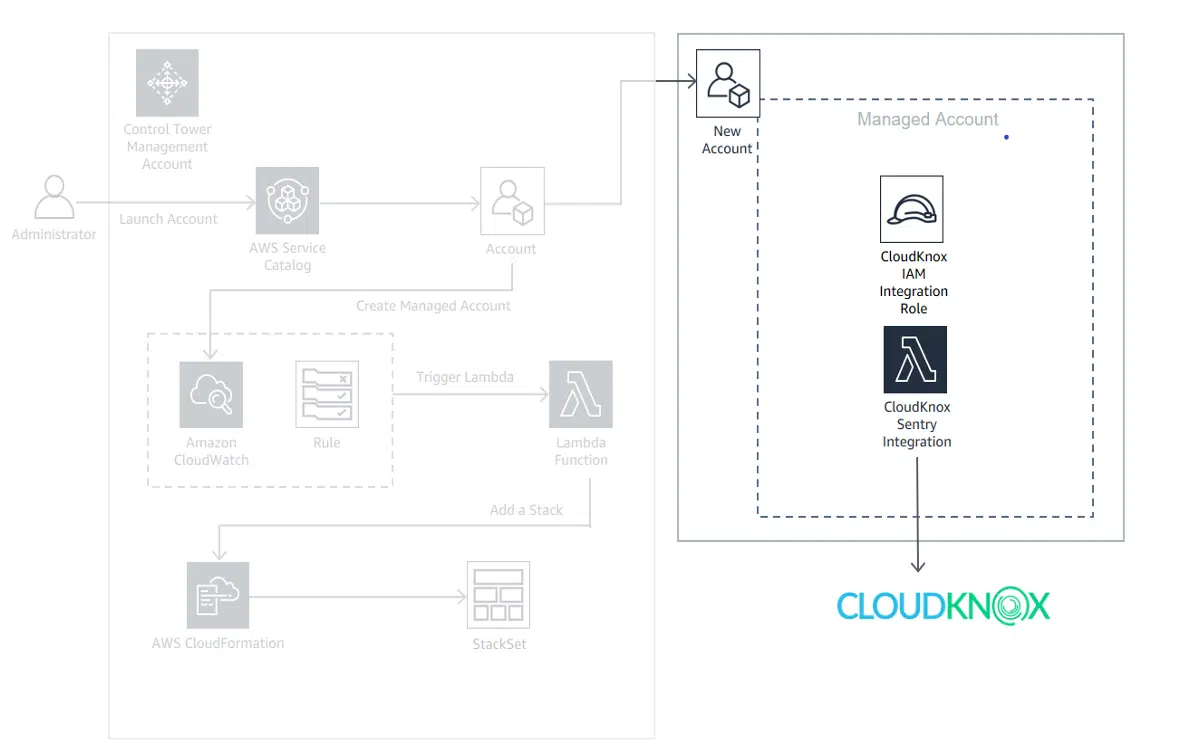 Control Tower
Management
Account
Administrator
Launch Account
AWS Service
Catalog
Account
Create Managed Account
Amazon
CloudWatch
Rule
Trigger Lambda
Lambda
Function
Add a Stack
AWS CloudFormation
StackSet
New
Account
Managed Account
CloudKnox
IAM
Integration
Role
CloudKnox
Sentry
Integration
CLOUDKNOX